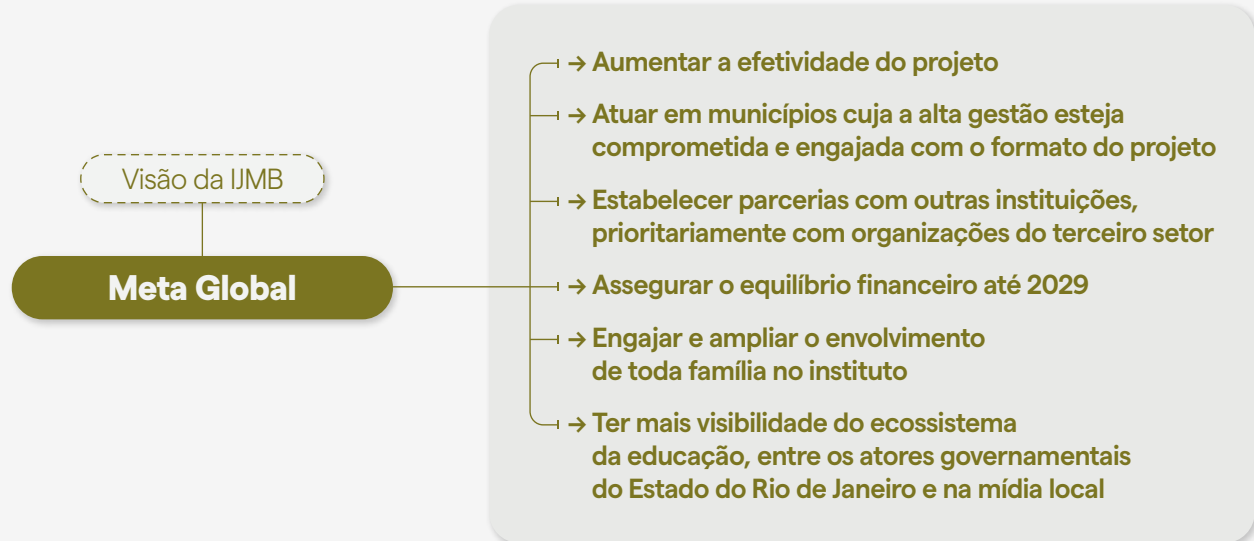 Visão da IJMB
Meta Global
→ Aumentar a efetividade do projeto
→ Atuar em municípios cuja a alta gestão esteja
comprometida e engajada com o formato do projeto
→ Estabelecer parcerias com outras instituições,
prioritariamente com organizações do terceiro setor
→ Assegurar o equilíbrio financeiro até 2029
→ Engajar e ampliar o envolvimento
de toda família no instituto
→ Ter mais visibilidade do ecossistema
da educação, entre os atores governamentais
do Estado do Rio de Janeiro e na mídia local